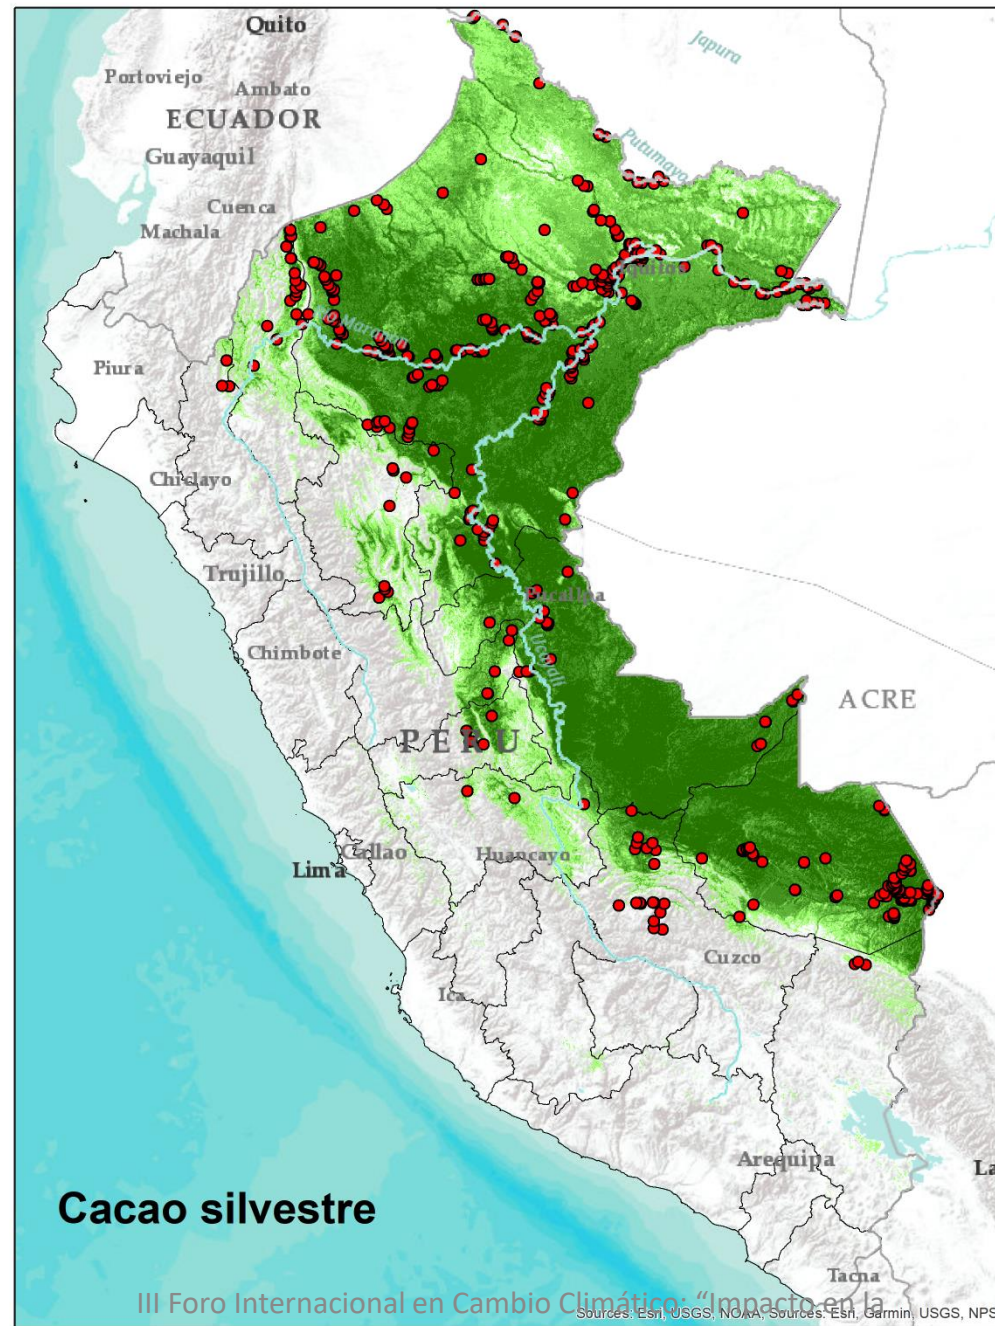 Quito
Japura
Portoviejo
Ambato
ECUADOR
Putumayo
Guayaquil
Cuenca
Machala
Iquitos
Marañon
Piura
Chiclayo
Trujillo
Pucallpa
Chimbote
Ucayali
ACRE
PERU
Callao
Lima
Huancayo
Cuzco
Ica
Arequipa
La
Cacao silvestre
Tacna
III Foro Internacional en Cambio Climático: “Impacto en la
Sources: Esri, USGS, NOAA, Sources: Esri, Garmin, USGS, NPS